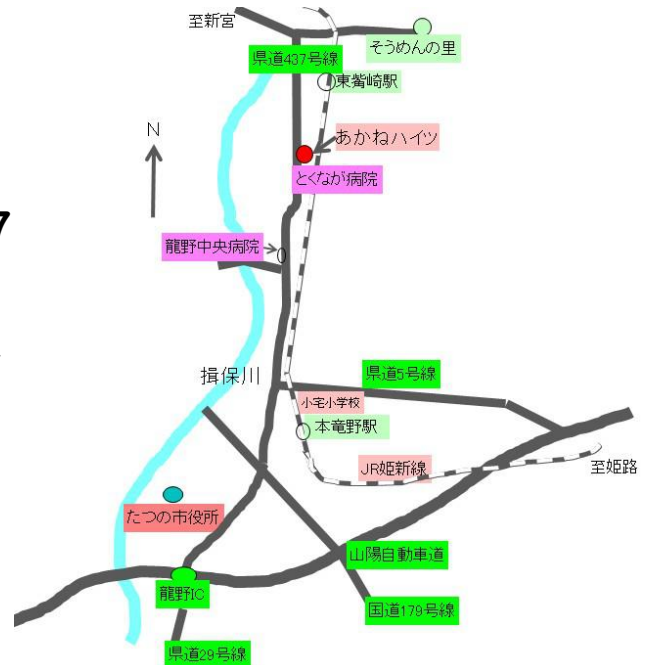 至新宮
そうめんの里
県道437号線
東觜崎駅
N
あかねハイツ
とくなが病院
7
龍野中央病院
揖保川
県道5号線
小宅小学校
本竜野駅
JR姫新線
至姫路
たつの市役所
山陽自動車道
龍野IC
国道179号線
県道29号線